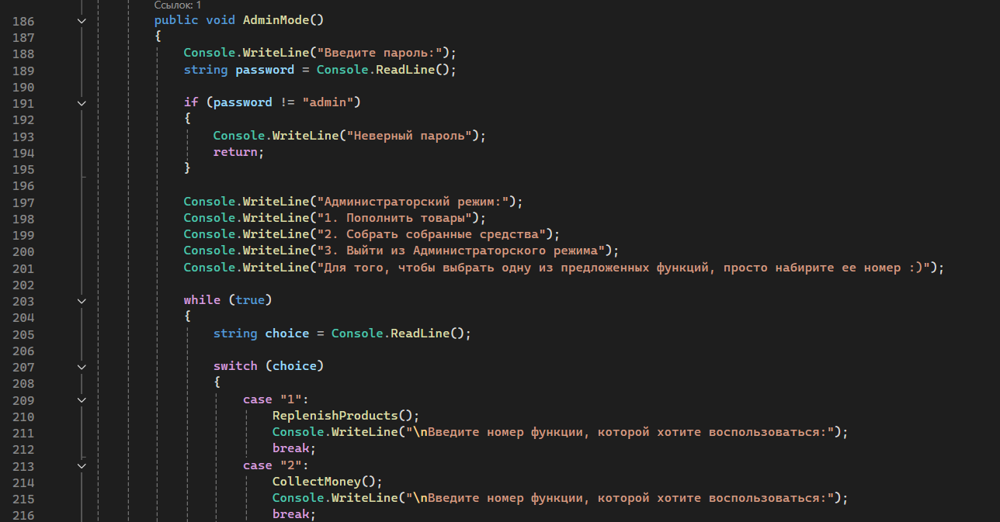 Ссылок: 1
186 public void AdminMode()
187 {
188 Console.WriteLine("Введите пароль:");
189 string password = Console.ReadLine();
190
191 if (password != "admin")
192 {
193 Console.WriteLine("Неверный пароль");
194 return;
195 }
196
197 Console.WriteLine("Администраторский режим:");
198 Console.WriteLine("1. Пополнить товары");
199 Console.WriteLine("2. Собрать собранные средства");
200 Console.WriteLine("3. Выйти из Администраторского режима");
201 Console.WriteLine("Для того, чтобы выбрать одну из предложенных функций, просто набирите ее номер :)");
202
203 while (true)
204 {
205 string choice = Console.ReadLine();
206
207 switch (choice)
208 {
209 case "1":
210 ReplenishProducts();
211 Console.WriteLine("\nВведите номер функции, которой хотите воспользоваться:");
212 break;
213 case "2":
214 CollectMoney();
215 Console.WriteLine("\nВведите номер функции, которой хотите воспользоваться:");
216 break;